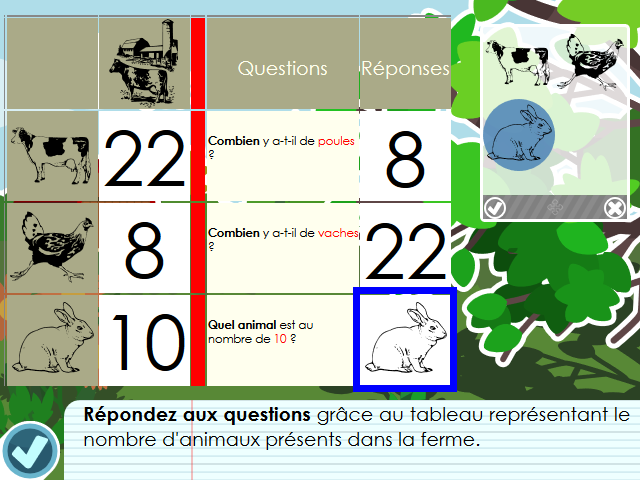 Questions Réponses
22 Combien y a-t-il de poules
? 8
8 Combien y a-t-il de vaches
? 22
10 Quel animal est au
nombre de 10 ?
Répondez aux questions grâce au tableau représentant le
nombre d'animaux présents dans la ferme.